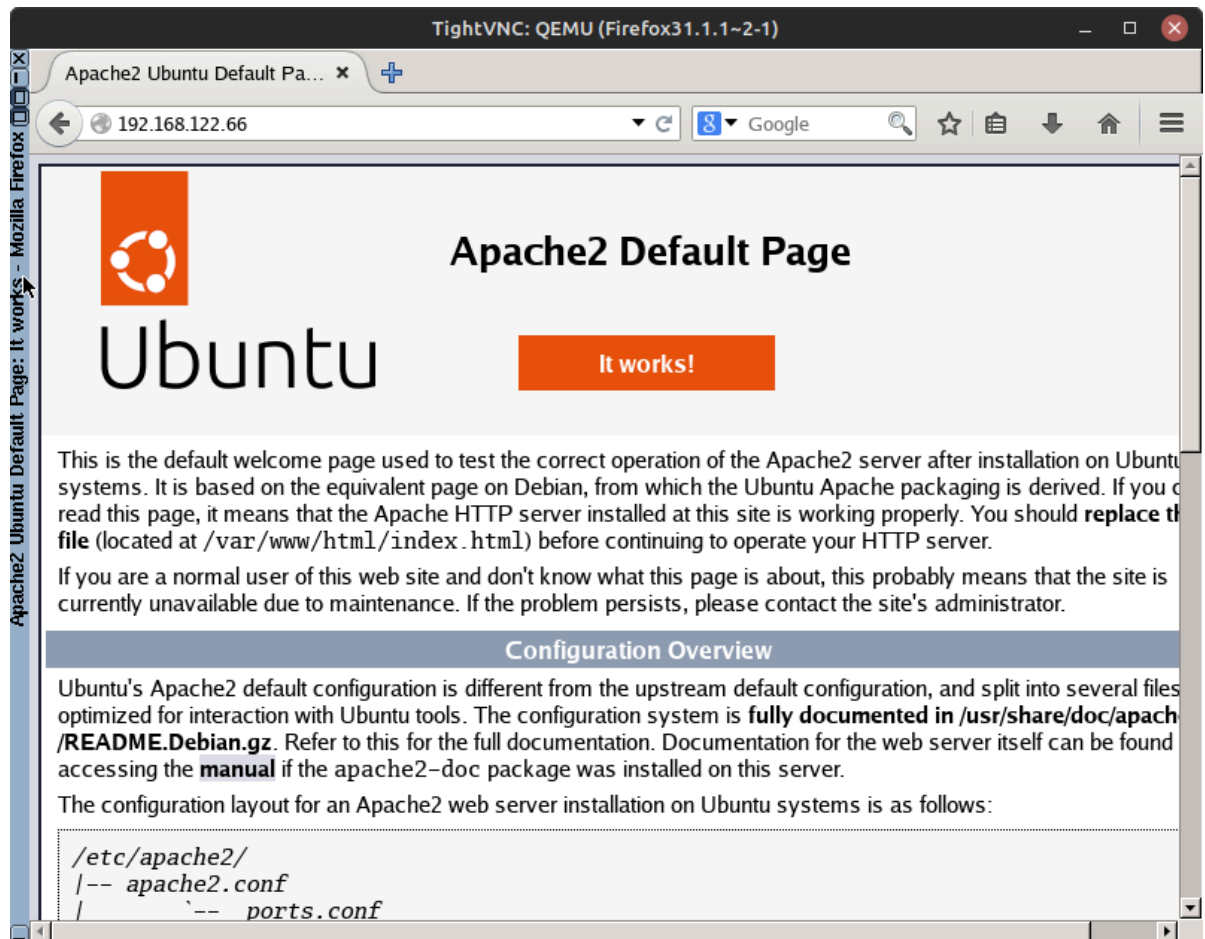 TightVNC: QEMU (Firefox31.1.1~2-1)
Apache2 Ubuntu Default Page: It works - Mozilla Firefox
Apache2 Ubuntu Default Pa...
192.168.122.66
Google
Apache2 Default Page
Ubuntu
It works!
This is the default welcome page used to test the correct operation of the Apache2 server after installation on Ubuntu
systems. It is based on the equivalent page on Debian, from which the Ubuntu Apache packaging is derived. If you
read this page, it means that the Apache HTTP server installed at this site is working properly. You should replace
file (located at /var/www/html/index.html) before continuing to operate your HTTP server.
If you are a normal user of this web site and don't know what this page is about, this probably means that the site is
currently unavailable due to maintenance. If the problem persists, please contact the site's administrator.
Configuration Overview
Ubuntu's Apache2 default configuration is different from the upstream default configuration, and split into several files
optimized for interaction with Ubuntu tools. The configuration system is fully documented in /usr/share/doc/apach
/README.Debian.gz. Refer to this for the full documentation. Documentation for the web server itself can be found
accessing the manual if the apache2-doc package was installed on this server.
The configuration layout for an Apache2 web server installation on Ubuntu systems is as follows:
/etc/apache2/
|-- apache2.conf
|       `--  ports.conf